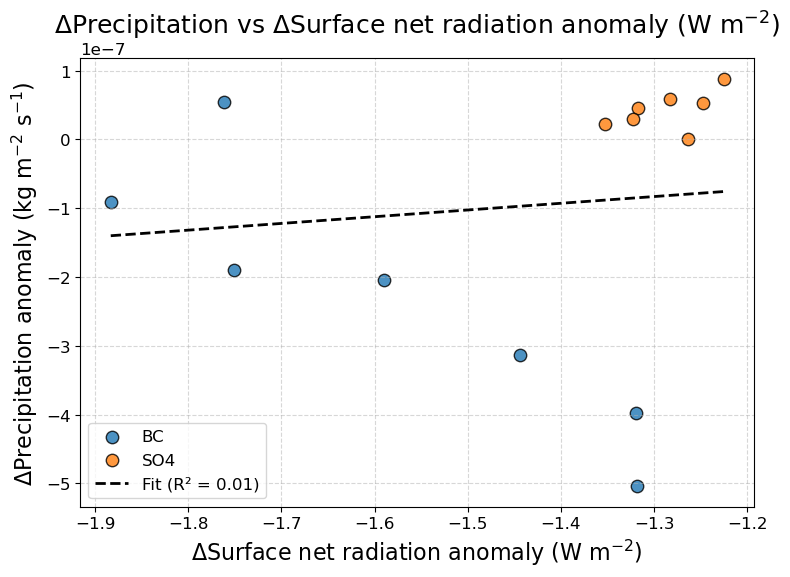 ΔPrecipitation vs ΔSurface net radiation anomaly (W m⁻²)
1e−7
1
0
−1
−2
−3
−4
−5
ΔPrecipitation anomaly (kg m⁻² s⁻¹)
BC
SO4
Fit (R² = 0.01)
−1.9 −1.8 −1.7 −1.6 −1.5 −1.4 −1.3 −1.2
ΔSurface net radiation anomaly (W m⁻²)